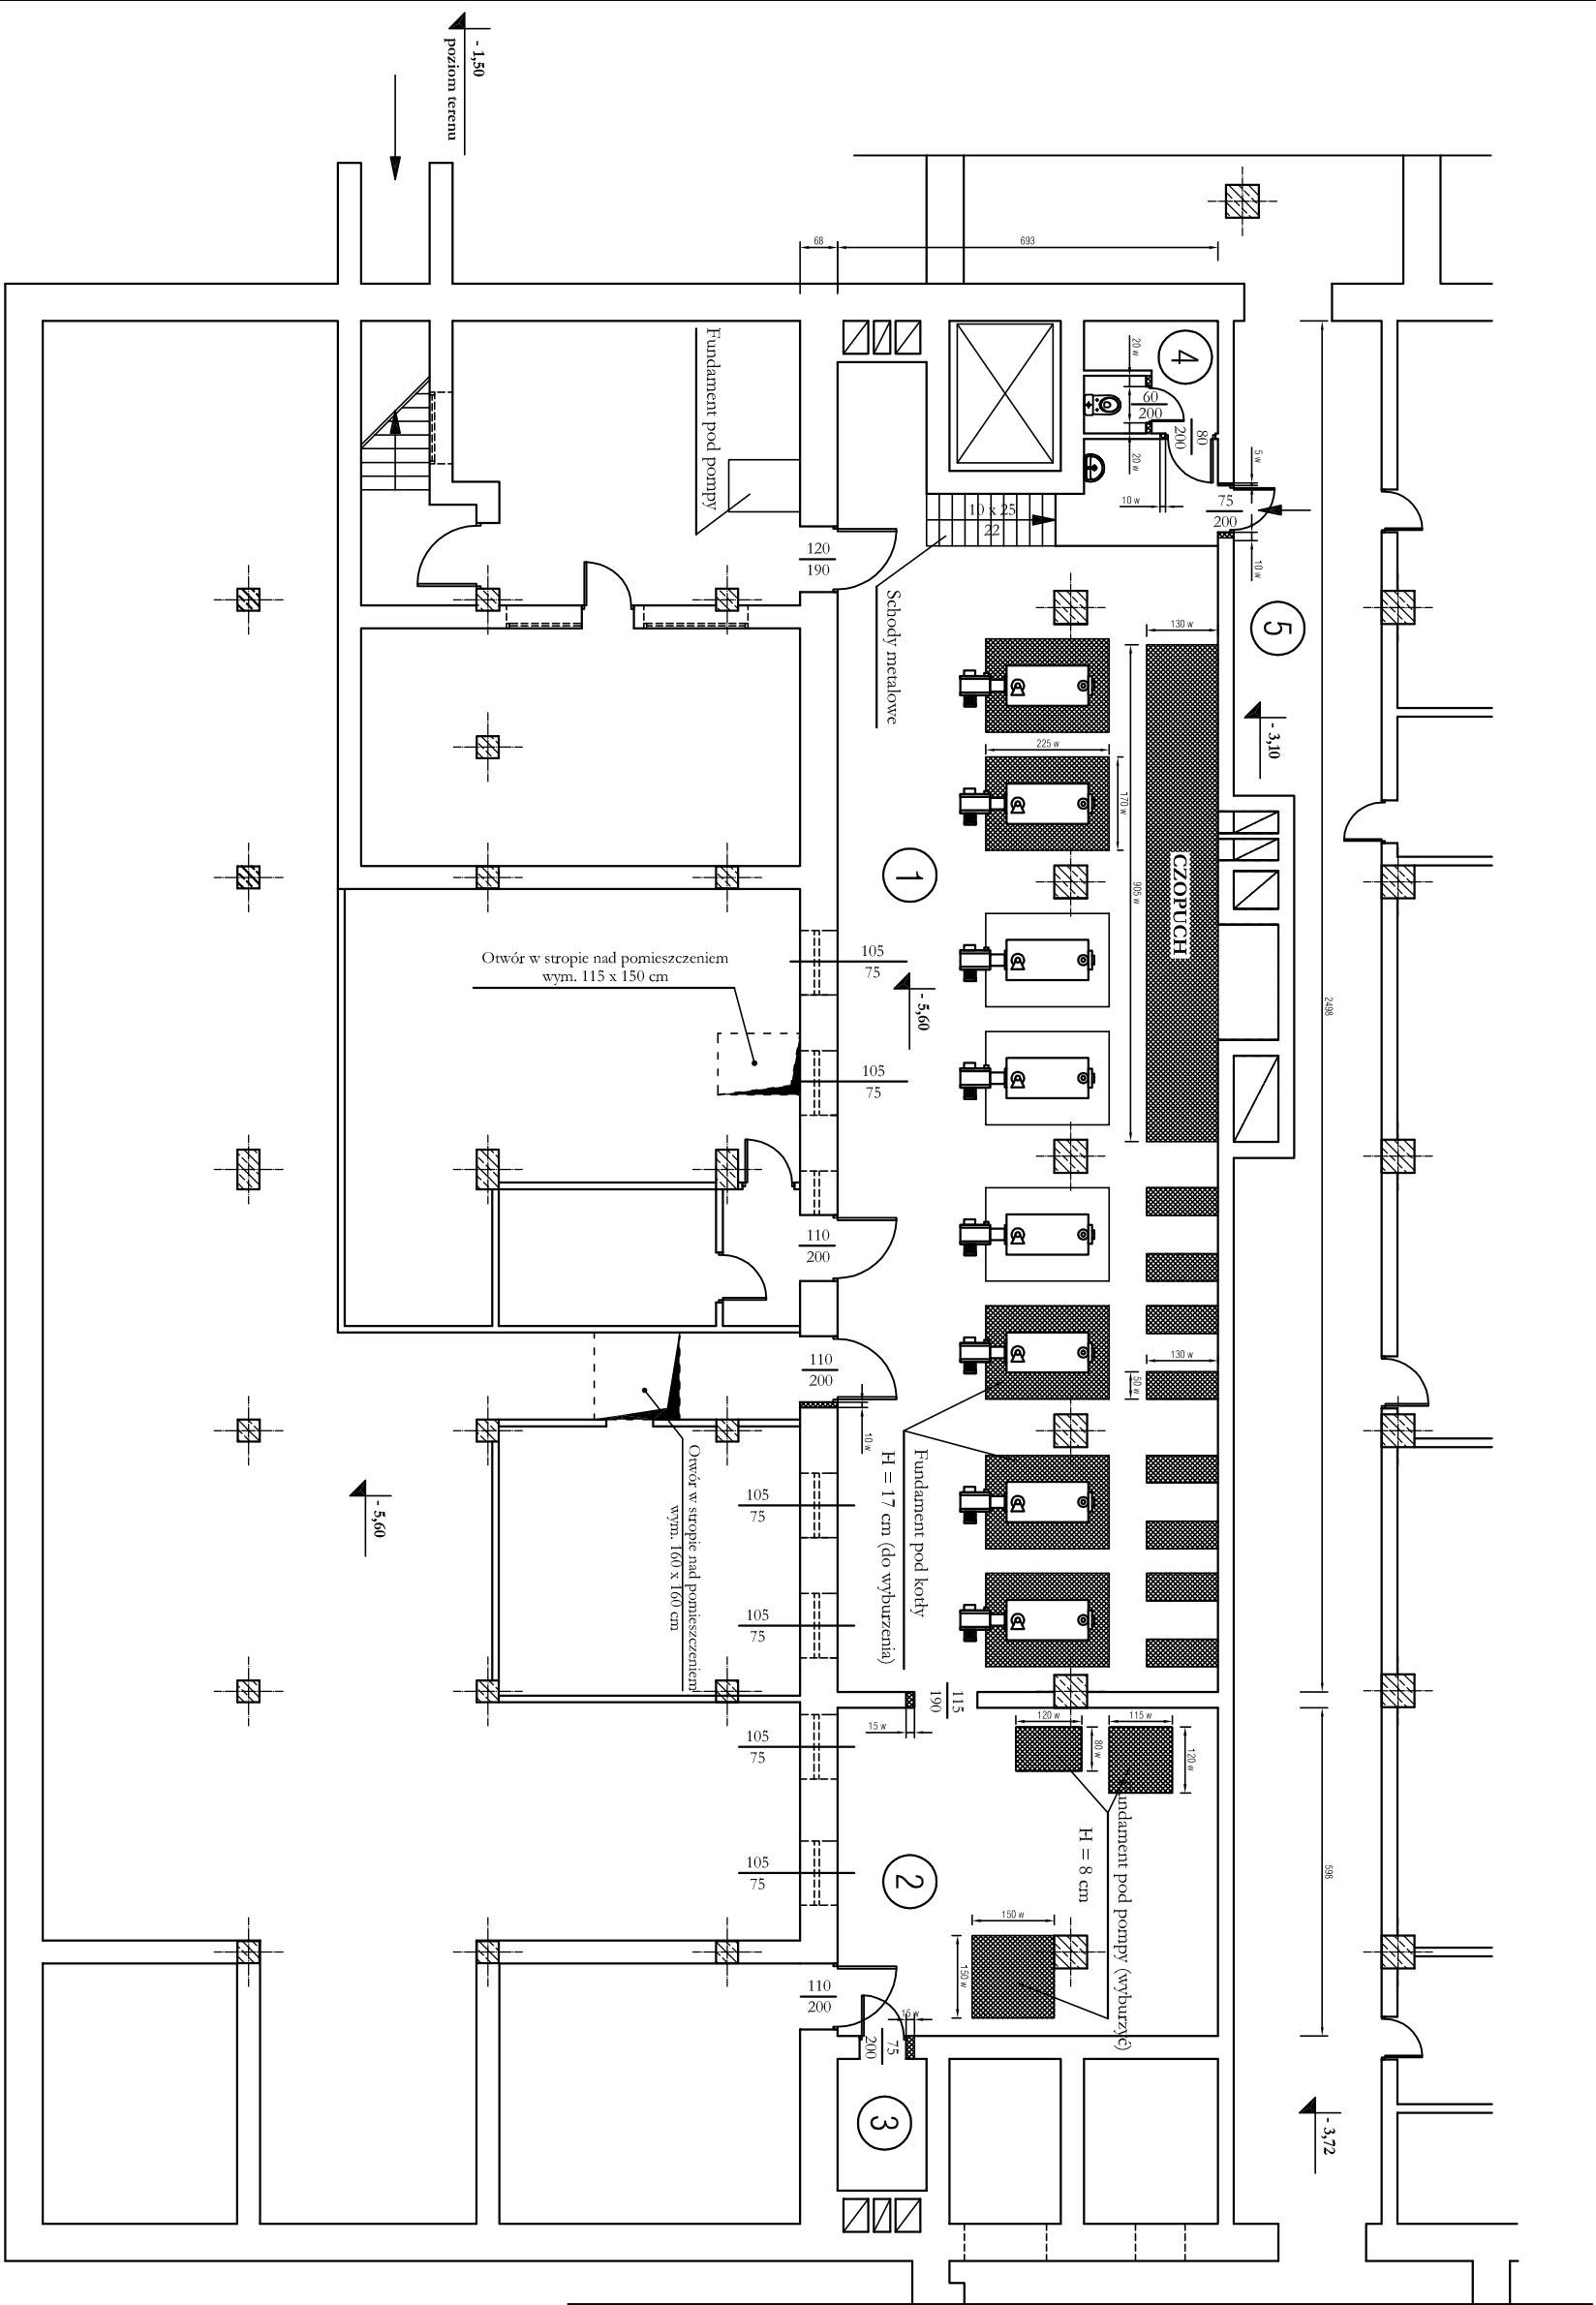 - 1,50
poziom terenu
68
693
4
20 w
60
200
80
200
20 w
10 w
5 w
75
200
10 w
Fundament pod pompy
10 x 25
22
120
190
Schody metalowe
5
130 w
- 3,10
225 w
170 w
905 w
CZOPUCH
1
2498
Otwór w stropie nad pomieszczeniem
wym. 115 x 150 cm
105
75
- 5,60
105
75
110
200
110
200
10 w
130 w
50 w
Fundament pod kotły
H = 17 cm (do wyburzenia)
Otwór w stropie nad pomieszczeniem
wym. 160 x 160 cm
- 5,60
105
75
105
75
115
190
15 w
120 w
80 w
115 w
120 w
105
75
105
75
2
Fundament pod pompy (wyburzyć)
H = 8 cm
598
150 w
150 w
110
200
15 w
75
200
3
- 3,72